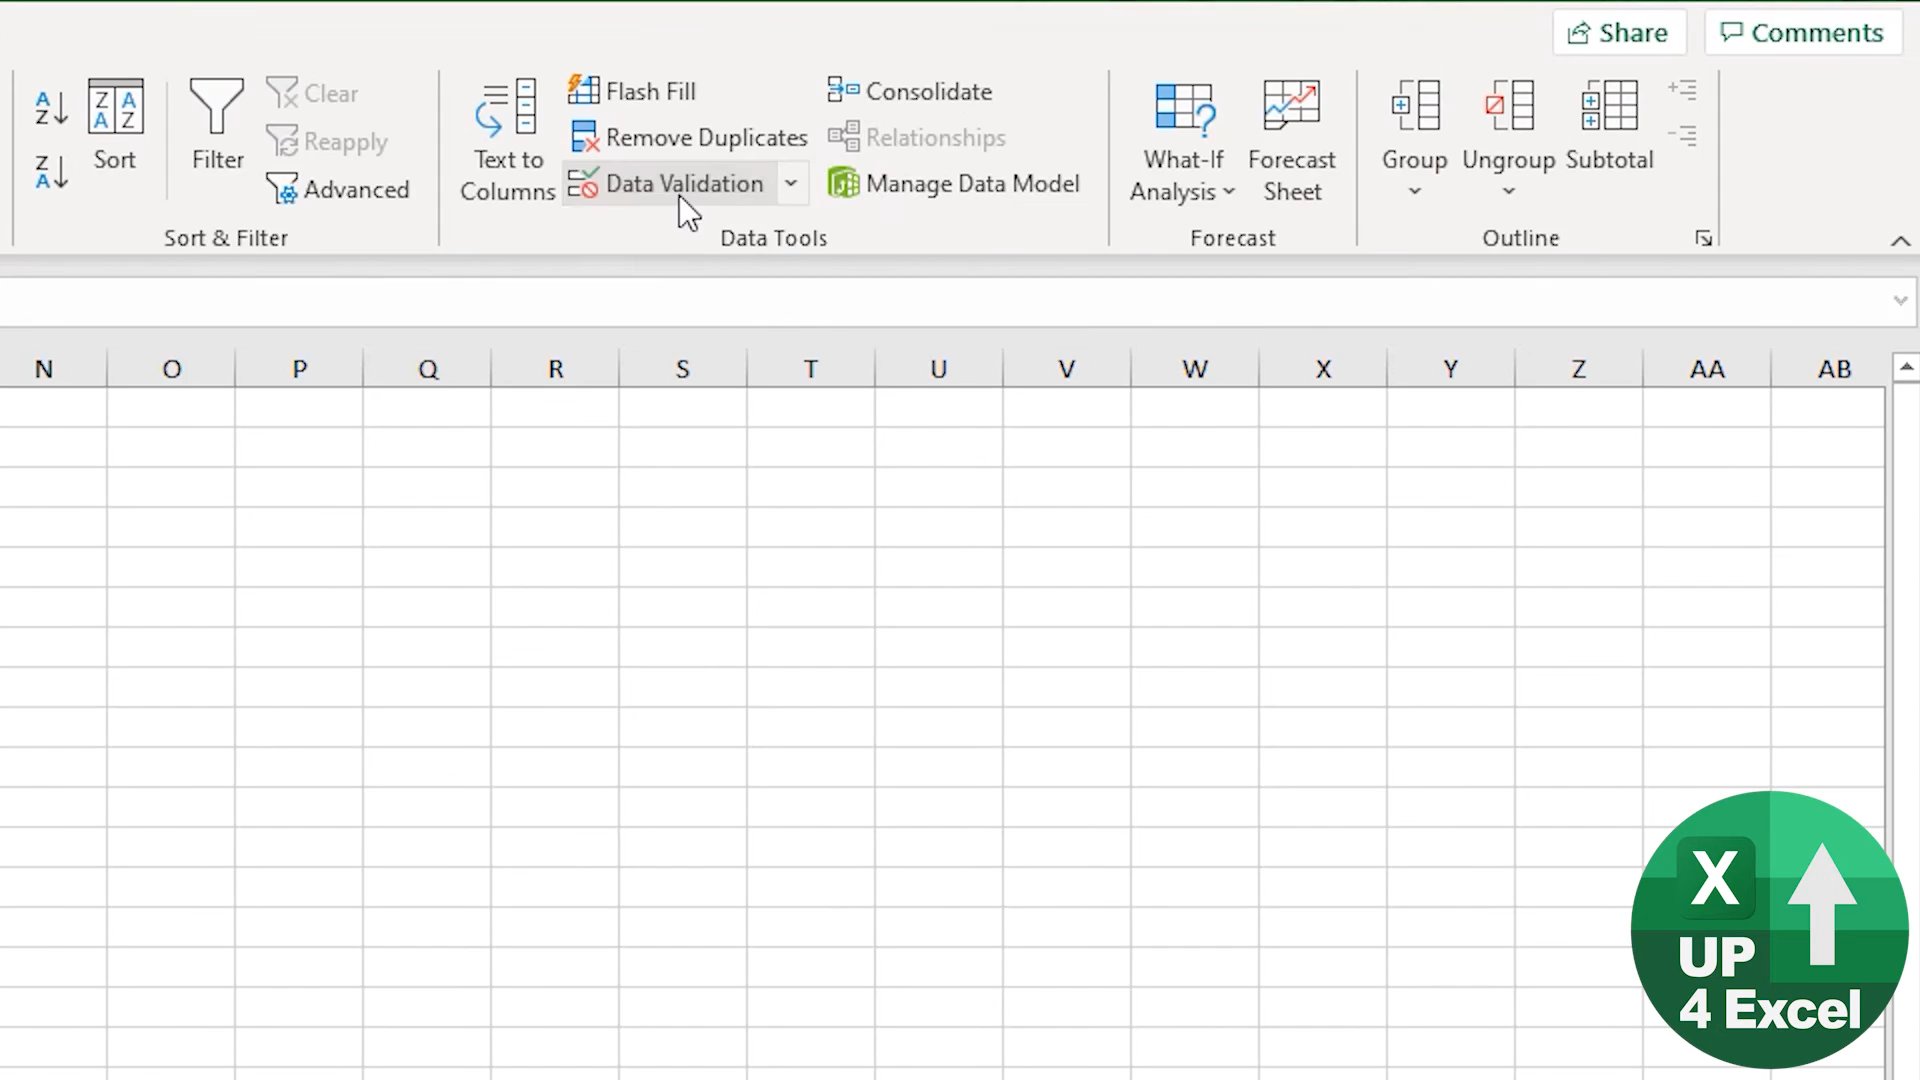 Share Comments
Sort
Filter
Clear
Reapply
Advanced
Sort & Filter
Text to
Columns
Flash Fill
Remove Duplicates
Data Validation
Consolidate
Relationships
Manage Data Model
Data Tools
What-If
Analysis
Forecast
Sheet
Forecast
Group
Ungroup
Subtotal
Outline
N O P Q R S T U V W X Y Z AA AB
X
UP
4 Excel